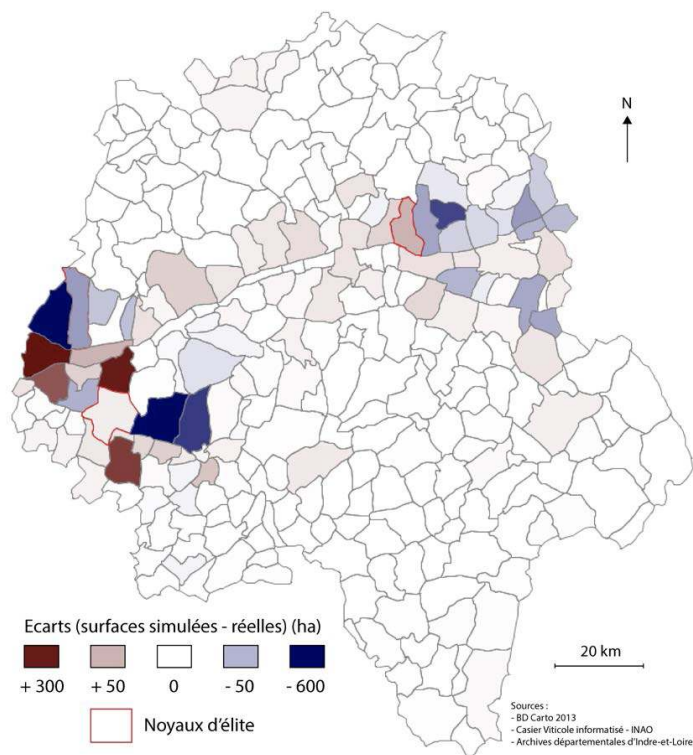 N
Ecarts (surfaces simulées - réelles) (ha)
+ 300 + 50 0 - 50 - 600
Noyaux d'élite
20 km
Sources :
- BD Carto 2013
- Casier Viticole informatisé - INAO
- Archives départementales d'Indre-et-Loire